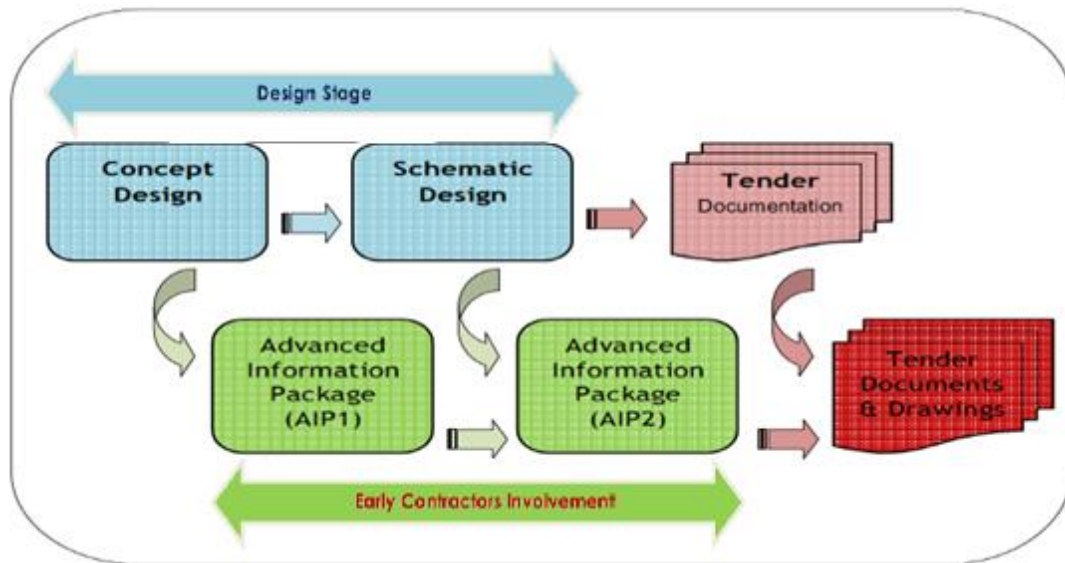 Design Stage
Concept
Design
Schematic
Design
Tender
Documentation
Advanced
Information
Package
(AIP1)
Advanced
Information
Package
(AIP2)
Tender
Documents
& Drawings
Early Contractors Involvement